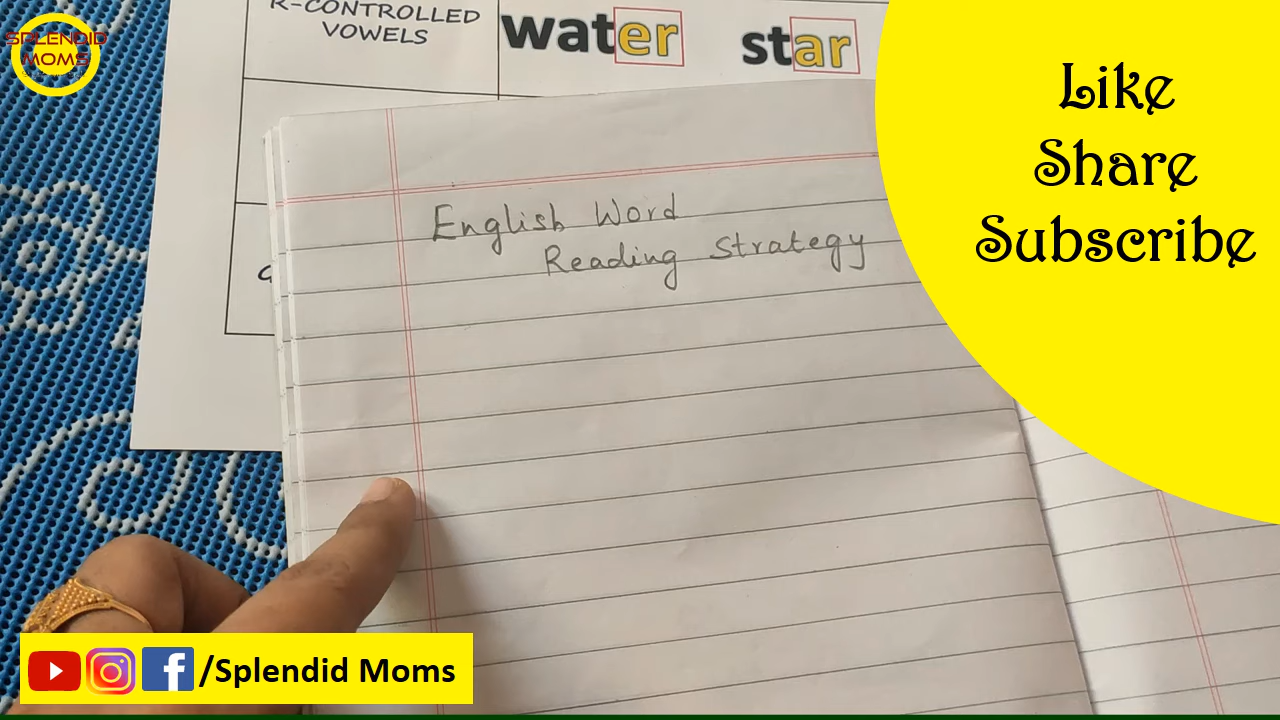 SPLENDID
MOMS
R-CONTROLLED
VOWELS
water
star
Like
Share
Subscribe
English Word
Reading Strategy
/Splendid Moms